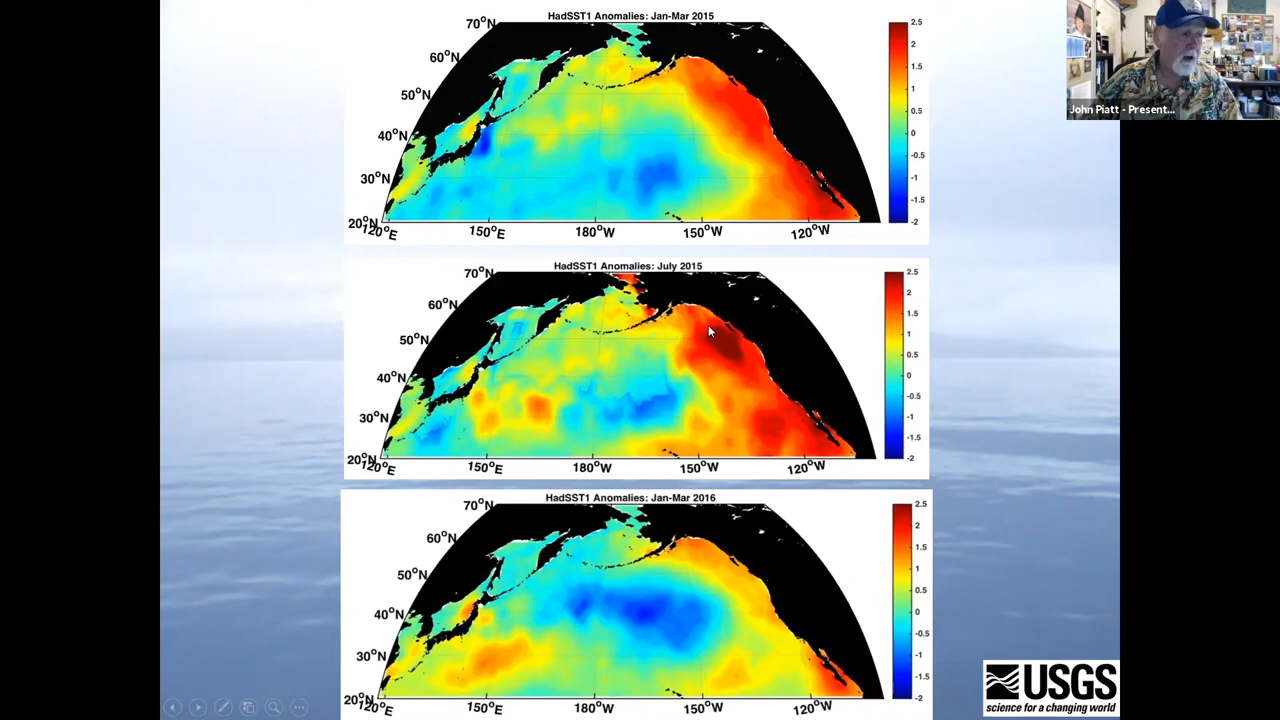 HadSST1 Anomalies: Jan-Mar 2015
70°N
60°N
50°N
40°N
30°N
20°N
120°E
150°E
180°W
150°W
120°W
2.5
2
1.5
1
0.5
0
-0.5
-1
-1.5
-2
John Piatt - Present...
HadSST1 Anomalies: July 2015
70°N
60°N
50°N
40°N
30°N
20°N
120°E
150°E
180°W
150°W
120°W
2.5
2
1.5
1
0.5
0
-0.5
-1
-1.5
-2
HadSST1 Anomalies: Jan-Mar 2016
70°N
60°N
50°N
40°N
30°N
20°N
120°E
150°E
180°W
150°W
120°W
2.5
2
1.5
1
0.5
0
-0.5
-1
-1.5
-2
USGS
science for a changing world